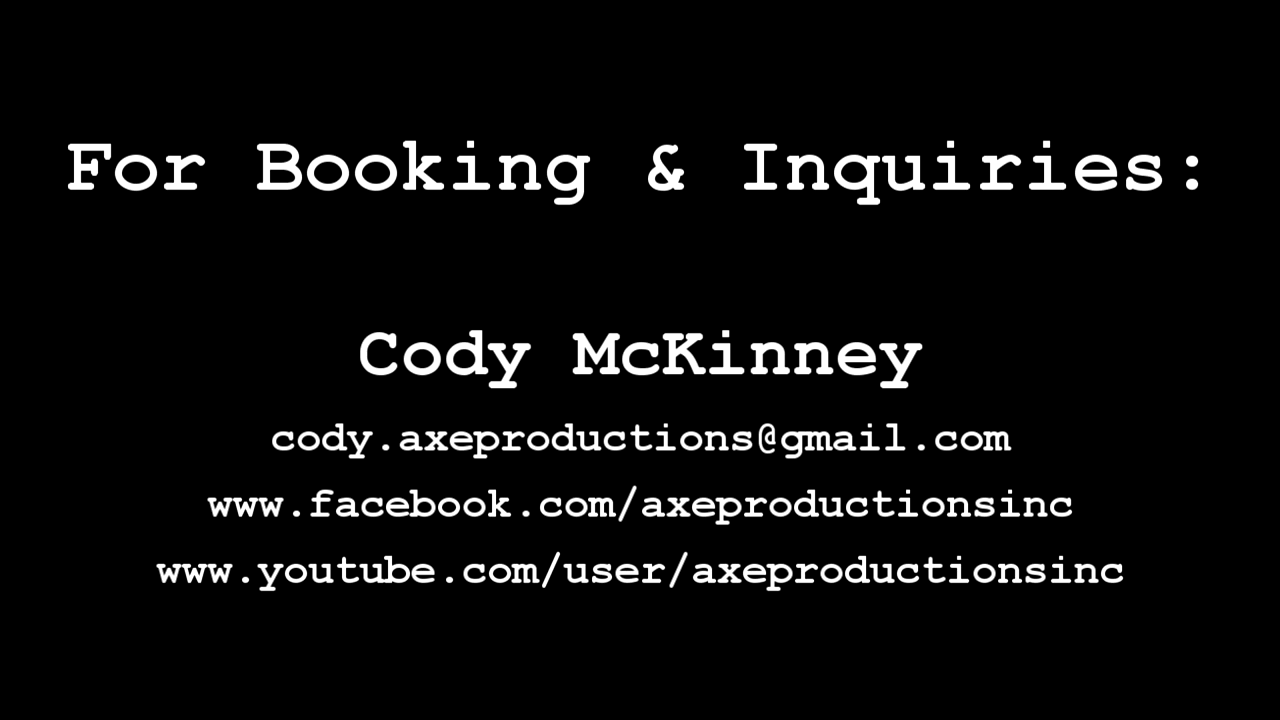 For Booking & Inquiries:
Cody McKinney
cody.axeproductions@gmail.com
www.facebook.com/axeproductionsinc
www.youtube.com/user/axeproductionsinc